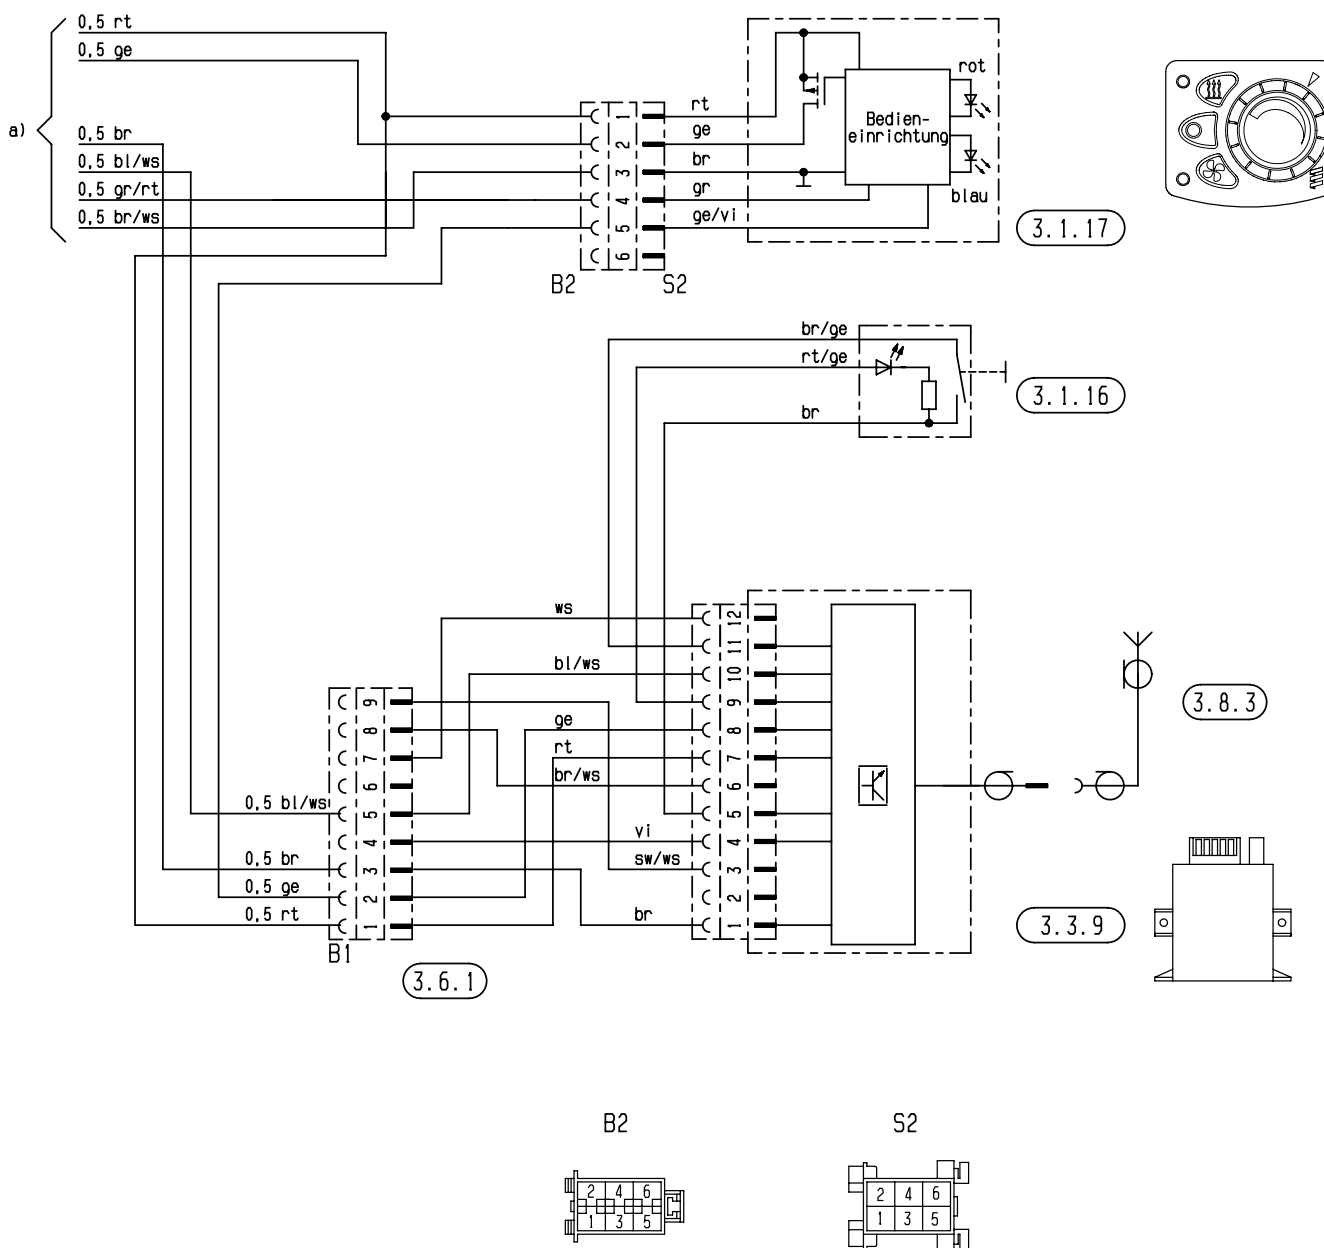 0,5 rt
0,5 ge
a)
0,5 br
0,5 bl/ws
0,5 gr/rt
0,5 br/ws
rt
ge
br
gr
ge/vi
1
2
3
4
5
6
B2
S2
Bedien-
einrichtung
rot
blau
3.1.17
br/ge
rt/ge
br
3.1.16
ws
bl/ws
ge
rt
br/ws
vi
sw/ws
br
12
11
10
9
8
7
6
5
4
3
2
1
9
8
7
6
5
4
3
2
1
0,5 bl/ws
0,5 br
0,5 ge
0,5 rt
B1
3.6.1
3.8.3
3.3.9
B2
2 4 6
1 3 5
S2
2 4 6
1 3 5